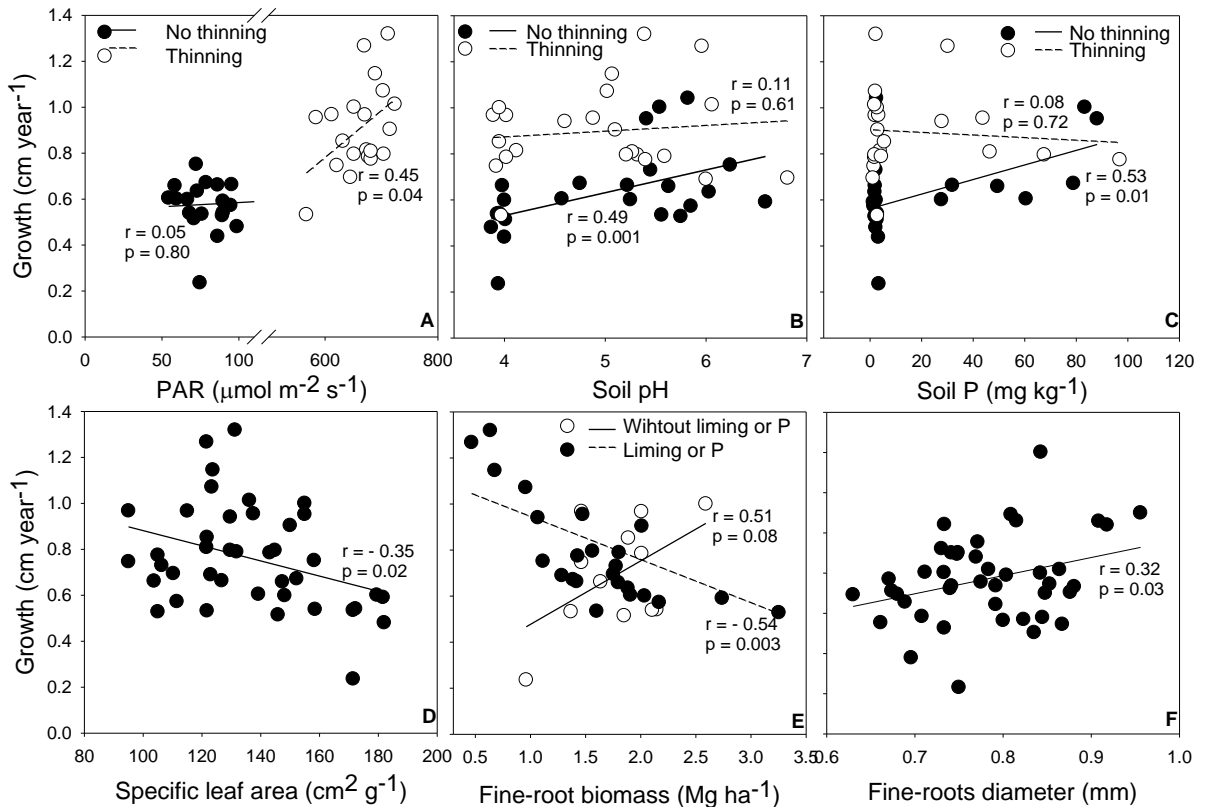 No thinning
Thinning
Growth (cm year-1)
1.4
1.2
1.0
0.8
0.6
0.4
0.2
0.0
r = 0.45
p = 0.04
r = 0.05
p = 0.80
A
0 50 100 600 800
PAR (μmol m-2 s-1)
No thinning
Thinning
r = 0.11
p = 0.61
r = 0.49
p = 0.001
B
4 5 6 7
Soil pH
No thinning
Thinning
r = 0.08
p = 0.72
r = 0.53
p = 0.01
C
0 20 40 60 80 100 120
Soil P (mg kg-1)
Growth (cm year-1)
1.4
1.2
1.0
0.8
0.6
0.4
0.2
0.0
r = - 0.35
p = 0.02
D
80 100 120 140 160 180 200
Specific leaf area (cm2 g-1)
Wihtout liming or P
Liming or P
r = 0.51
p = 0.08
r = - 0.54
p = 0.003
E
0.5 1.0 1.5 2.0 2.5 3.0 3.5
Fine-root biomass (Mg ha-1)
r = 0.32
p = 0.03
F
0.6 0.7 0.8 0.9 1.0
Fine-roots diameter (mm)